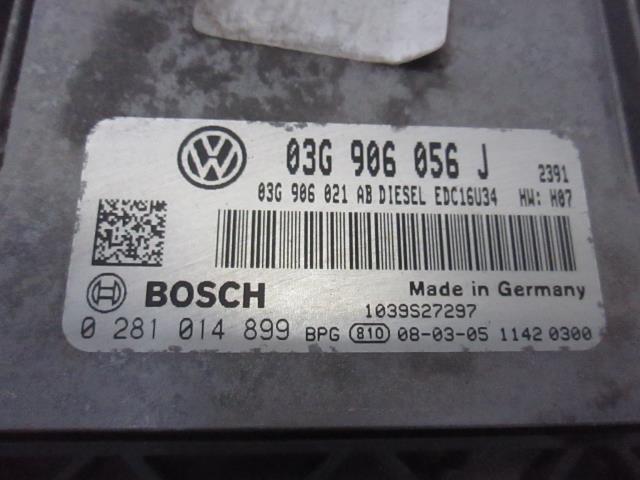 03G 906 056 J 2391
03G 906 021 AB DIESEL EDC16U34 HW: H07
BOSCH Made in Germany
1039S27297
0 281 014 899 BPG 810 08-03-05 1142 0300